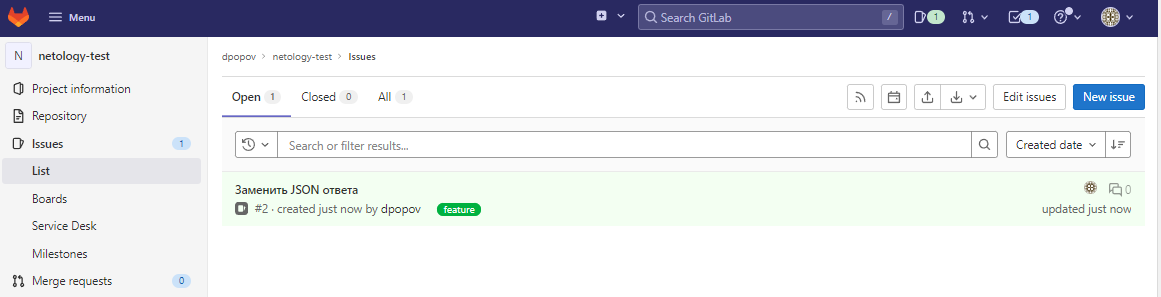 Menu
Search GitLab /
1
1
N netology-test
Project information
Repository
Issues 1
List
Boards
Service Desk
Milestones
Merge requests 0
dpopov › netology-test › Issues
Open 1 Closed 0 All 1
Edit issues New issue
Search or filter results...
Created date
Заменить JSON ответа
0
#2 · created just now by dpopov feature
updated just now